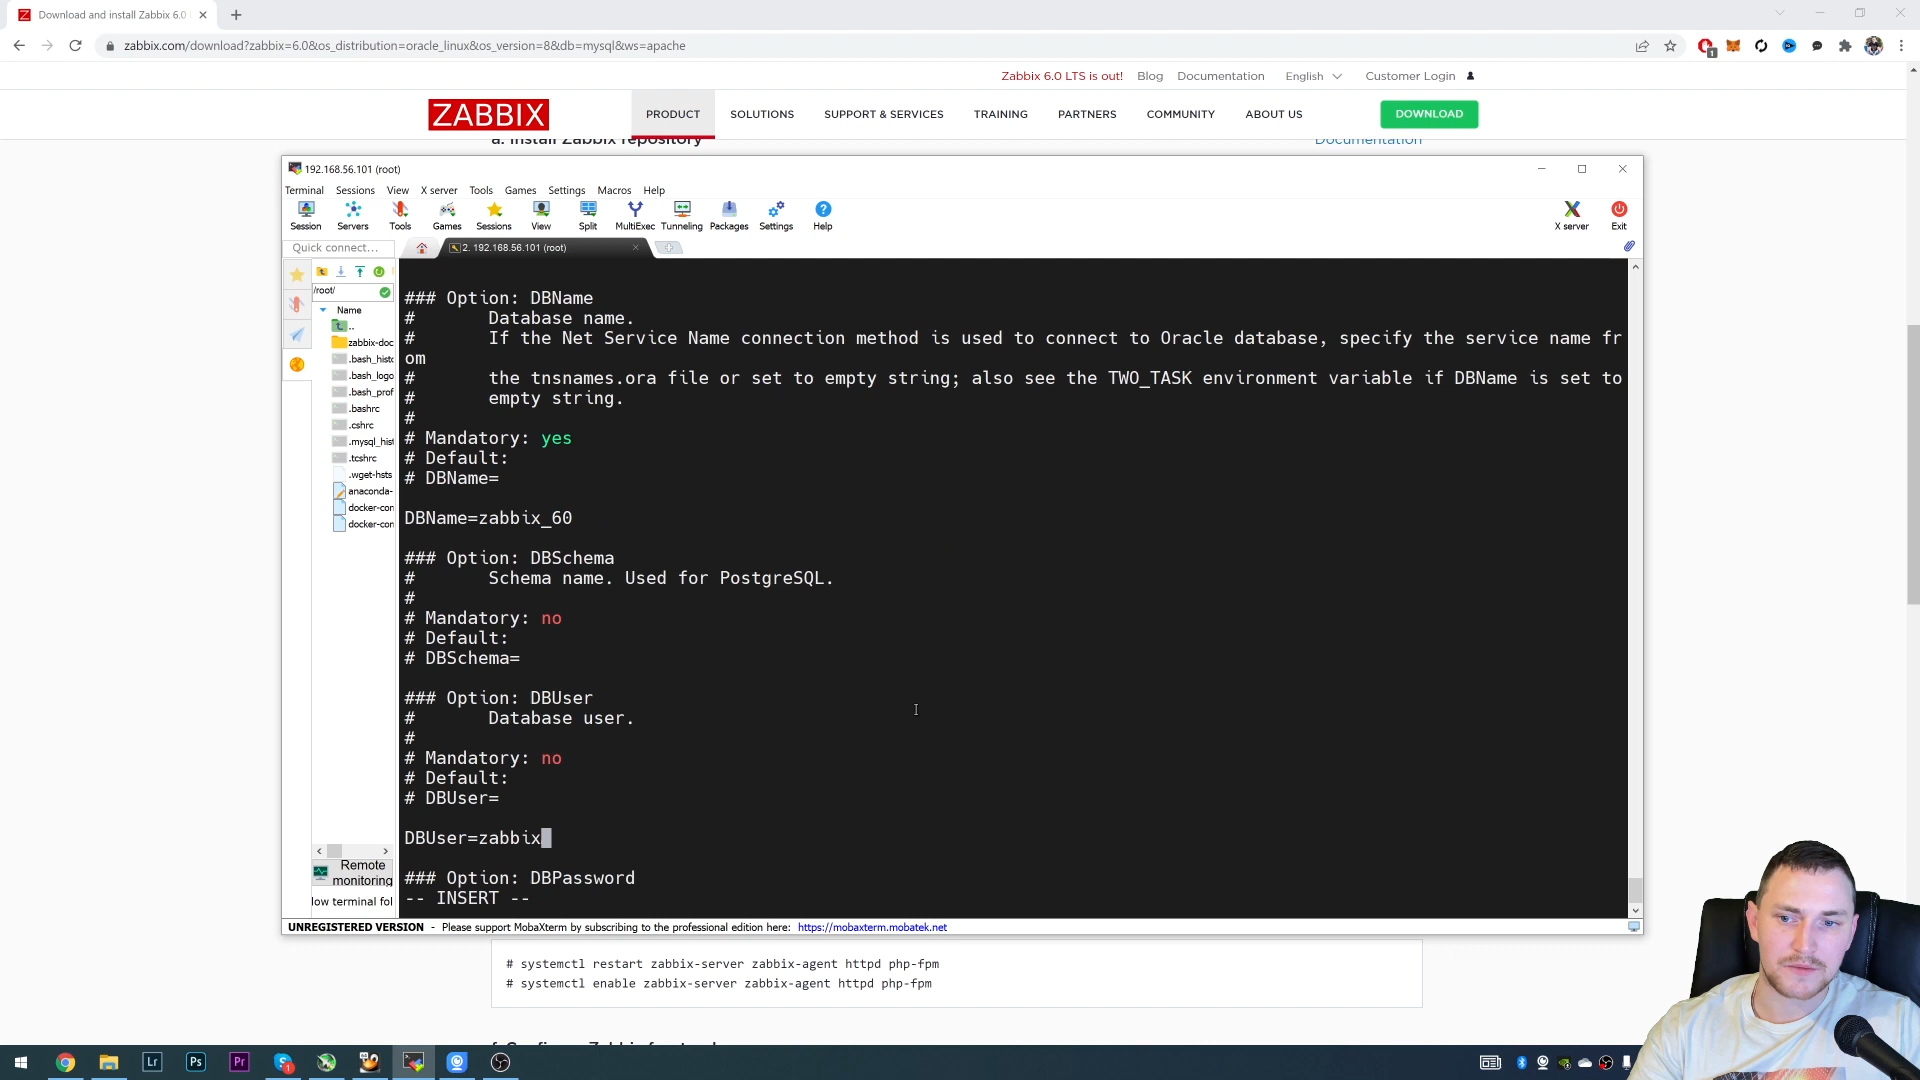 Download and install Zabbix 6.0
zabbix.com/download?zabbix=6.0&os_distribution=oracle_linux&os_version=8&db=mysql&ws=apache
Zabbix 6.0 LTS is out! Blog Documentation English Customer Login
ZABBIX PRODUCT SOLUTIONS SUPPORT & SERVICES TRAINING PARTNERS COMMUNITY ABOUT US DOWNLOAD
a. Install Zabbix repository Documentation
192.168.56.101 (root)
Terminal Sessions View X server Tools Games Settings Macros Help
Session Servers Tools Games Sessions View Split MultiExec Tunneling Packages Settings Help X server Exit
Quick connect... 2. 192.168.56.101 (root)
/root/
Name
..
zabbix-doc
.bash_histo
.bash_logo
.bash_prof
.bashrc
.cshrc
.mysql_hist
.tcshrc
.wget-hsts
anaconda-
docker-con
docker-con
Remote
monitoring
low terminal fol
### Option: DBName
# Database name.
# If the Net Service Name connection method is used to connect to Oracle database, specify the service name fr
om
# the tnsnames.ora file or set to empty string; also see the TWO_TASK environment variable if DBName is set to
# empty string.
#
# Mandatory: yes
# Default:
# DBName=
DBName=zabbix_60
### Option: DBSchema
# Schema name. Used for PostgreSQL.
#
# Mandatory: no
# Default:
# DBSchema=
### Option: DBUser
# Database user.
#
# Mandatory: no
# Default:
# DBUser=
DBUser=zabbix
### Option: DBPassword
-- INSERT --
UNREGISTERED VERSION - Please support MobaXterm by subscribing to the professional edition here: https://mobaxterm.mobatek.net
# systemctl restart zabbix-server zabbix-agent httpd php-fpm
# systemctl enable zabbix-server zabbix-agent httpd php-fpm
Lr Ps Pr